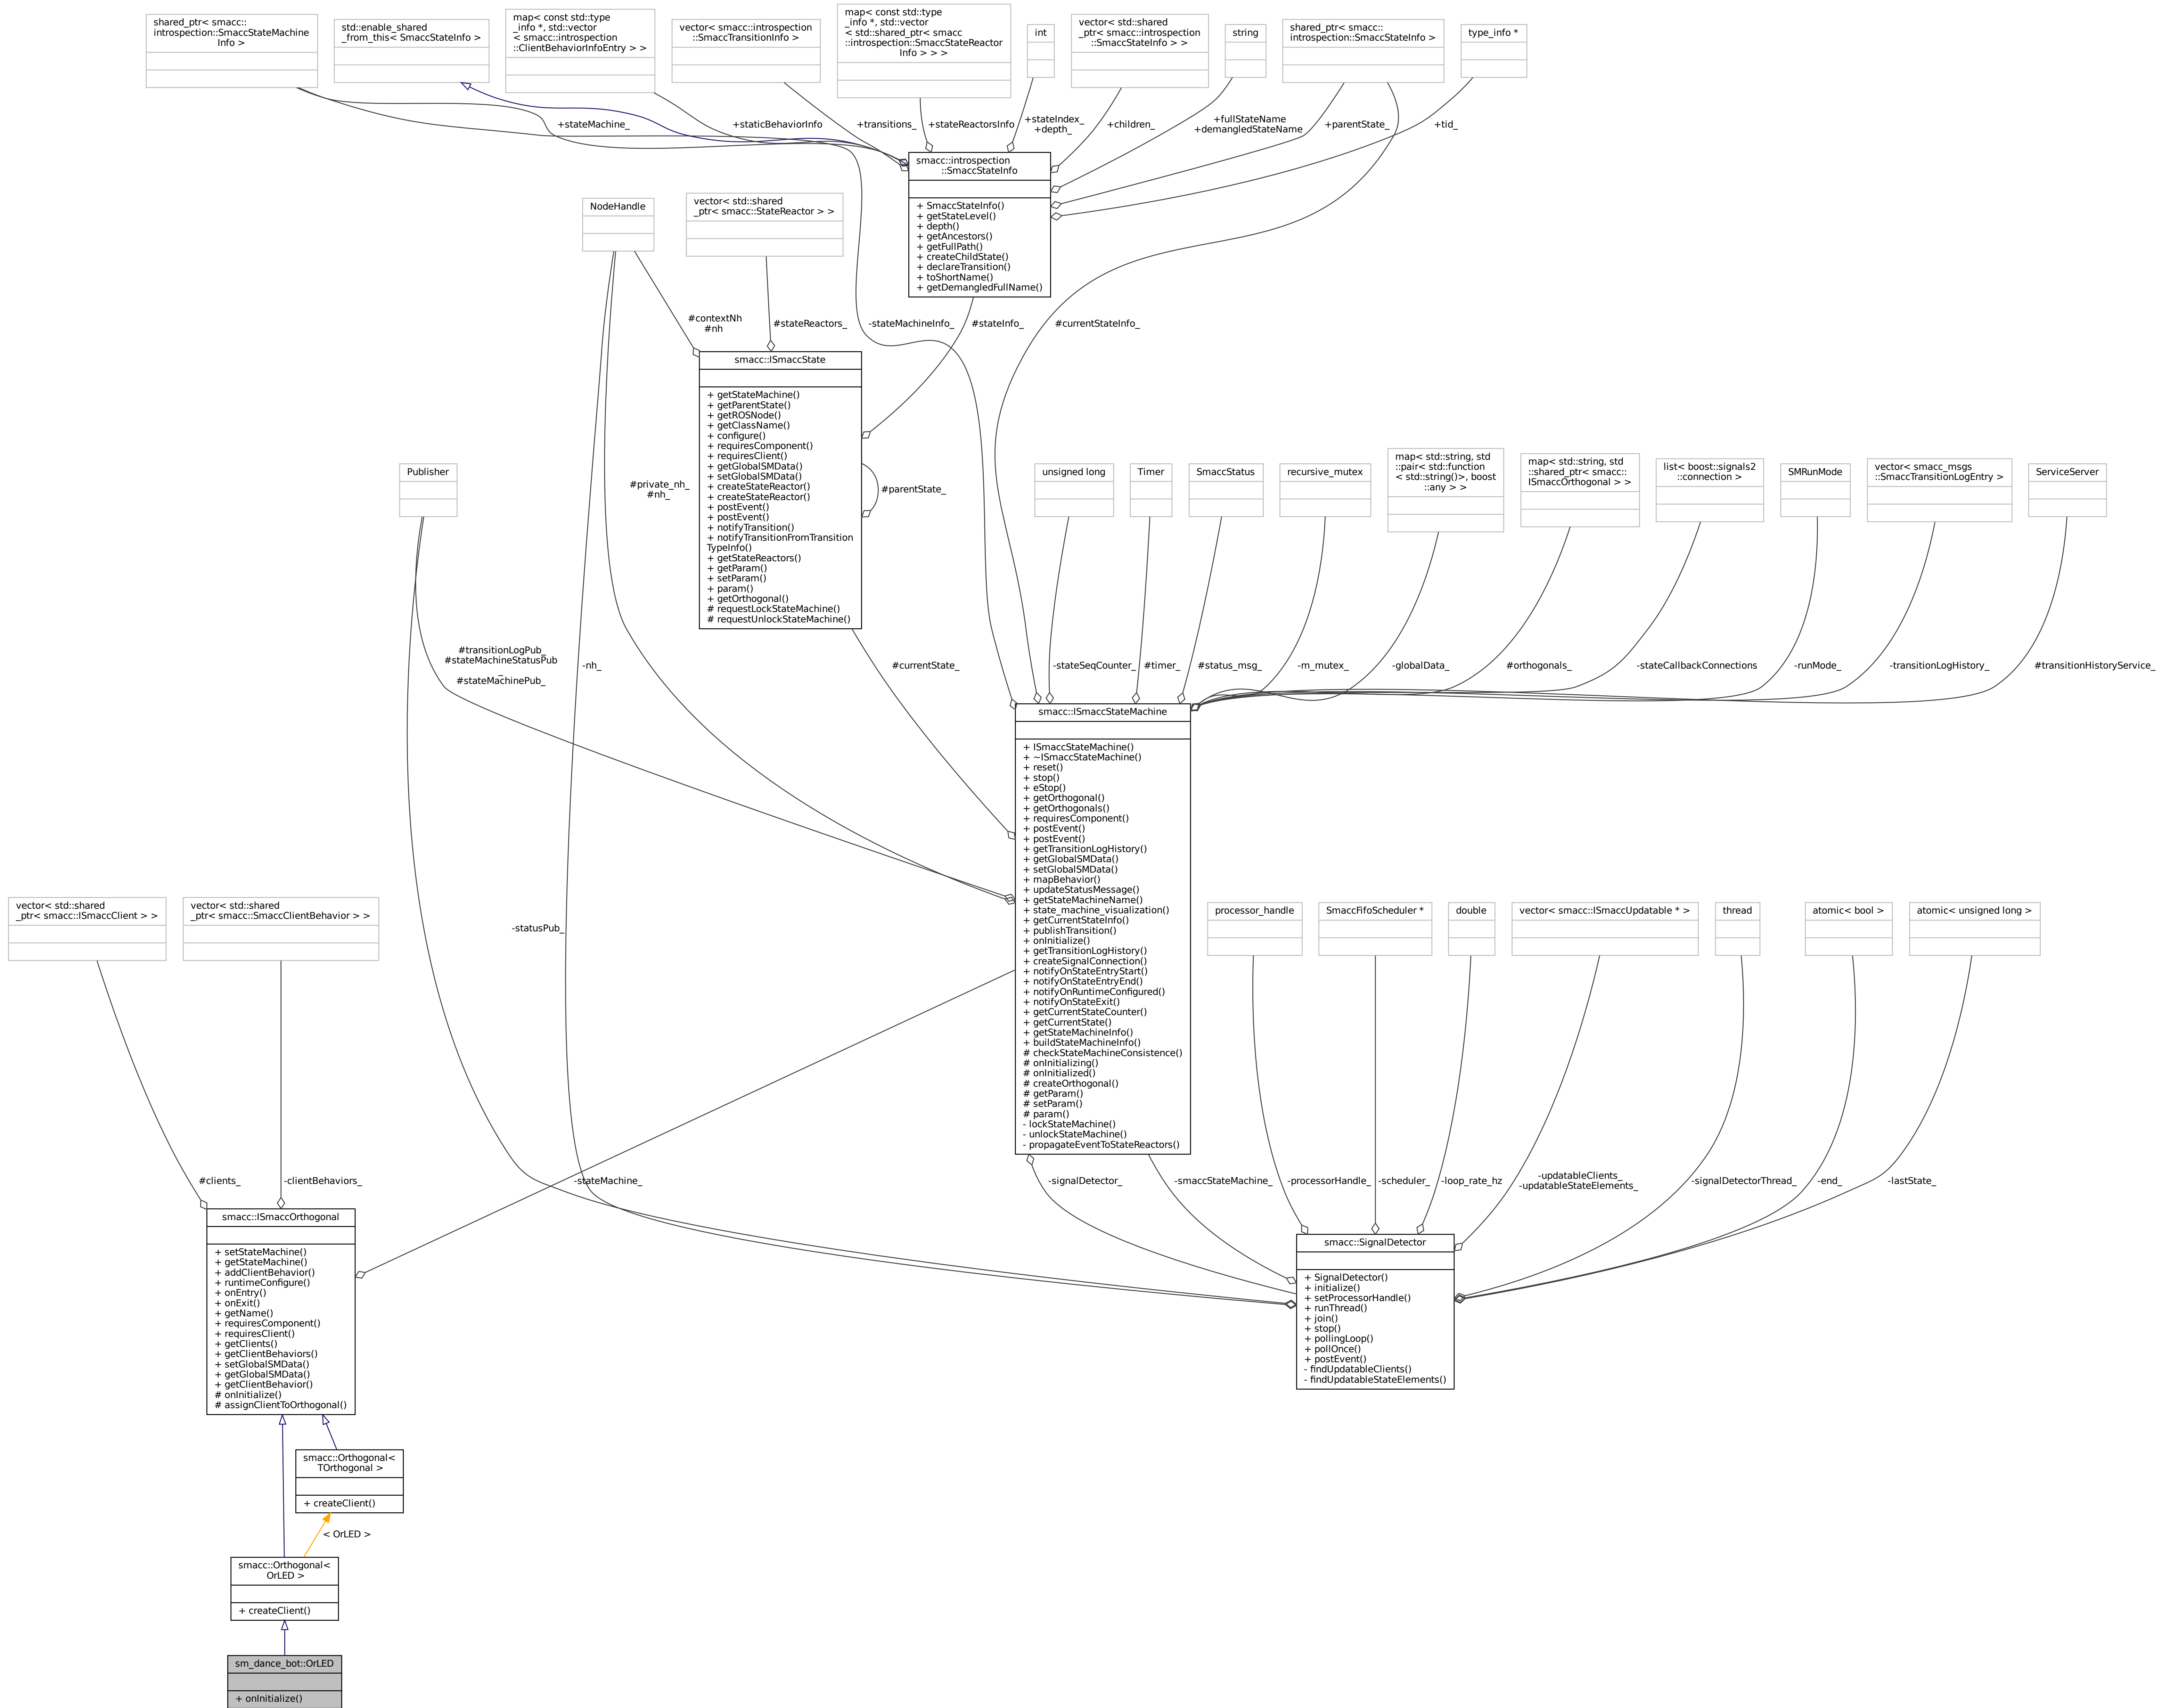 shared_ptr< smacc::
introspection::SmaccStateMachine
Info >
std::enable_shared
_from_this< SmaccStateInfo >
map< const std::type
_info *, std::vector
< smacc::introspection
::ClientBehaviorInfoEntry > >
vector< smacc::introspection
::SmaccTransitionInfo >
map< const std::type
_info *, std::vector
< std::shared_ptr< smacc
::introspection::SmaccStateReactor
Info > > >
int
vector< std::shared
_ptr< smacc::introspection
::SmaccStateInfo > >
string
shared_ptr< smacc::
introspection::SmaccStateInfo >
type_info *
+stateMachine_
+staticBehaviorInfo
+transitions_
+stateReactorsInfo
+stateIndex_
+depth_
+children_
+fullStateName
+demangledStateName
+parentState_
+tid_
smacc::introspection
::SmaccStateInfo
+ SmaccStateInfo()
+ getStateLevel()
+ depth()
+ getAncestors()
+ getFullPath()
+ createChildState()
+ declareTransition()
+ toShortName()
+ getDemangledFullName()
NodeHandle
vector< std::shared
_ptr< smacc::StateReactor > >
#contextNh
#nh
#stateReactors_
-stateMachineInfo_
#stateInfo_
#currentStateInfo_
smacc::ISmaccState
+ getStateMachine()
+ getParentState()
+ getROSNode()
+ getClassName()
+ configure()
+ requiresComponent()
+ requiresClient()
+ getGlobalSMData()
+ setGlobalSMData()
+ createStateReactor()
+ createStateReactor()
+ postEvent()
+ postEvent()
+ notifyTransition()
+ notifyTransitionFromTransition
TypeInfo()
+ getStateReactors()
+ getParam()
+ setParam()
+ param()
+ getOrthogonal()
# requestLockStateMachine()
# requestUnlockStateMachine()
#parentState_
#private_nh_
#nh_
Publisher
unsigned long
Timer
SmaccStatus
recursive_mutex
map< std::string, std
::pair< std::function
< std::string()>, boost
::any > >
map< std::string, std
::shared_ptr< smacc::
ISmaccOrthogonal > >
list< boost::signals2
::connection >
SMRunMode
vector< smacc_msgs
::SmaccTransitionLogEntry >
ServiceServer
#transitionLogPub_
#stateMachineStatusPub
_
#stateMachinePub_
-nh_
#currentState_
-stateSeqCounter_
#timer_
#status_msg_
-m_mutex_
-globalData_
#orthogonals_
-stateCallbackConnections
-runMode_
-transitionLogHistory_
#transitionHistoryService_
smacc::ISmaccStateMachine
+ ISmaccStateMachine()
+ ~ISmaccStateMachine()
+ reset()
+ stop()
+ eStop()
+ getOrthogonal()
+ getOrthogonals()
+ requiresComponent()
+ postEvent()
+ postEvent()
+ getTransitionLogHistory()
+ getGlobalSMData()
+ setGlobalSMData()
+ mapBehavior()
+ updateStatusMessage()
+ getStateMachineName()
+ state_machine_visualization()
+ getCurrentStateInfo()
+ publishTransition()
+ onInitialize()
+ getTransitionLogHistory()
+ createSignalConnection()
+ notifyOnStateEntryStart()
+ notifyOnStateEntryEnd()
+ notifyOnRuntimeConfigured()
+ notifyOnStateExit()
+ getCurrentStateCounter()
+ getCurrentState()
+ getStateMachineInfo()
+ buildStateMachineInfo()
# checkStateMachineConsistence()
# onInitializing()
# onInitialized()
# createOrthogonal()
# getParam()
# setParam()
# param()
- lockStateMachine()
- unlockStateMachine()
- propagateEventToStateReactors()
vector< std::shared
_ptr< smacc::ISmaccClient > >
vector< std::shared
_ptr< smacc::SmaccClientBehavior > >
-statusPub_
processor_handle
SmaccFifoScheduler *
double
vector< smacc::ISmaccUpdatable * >
thread
atomic< bool >
atomic< unsigned long >
#clients_
-clientBehaviors_
-stateMachine_
-signalDetector_
-smaccStateMachine_
-processorHandle_
-scheduler_
-loop_rate_hz
-updatableClients_
-updatableStateElements_
-signalDetectorThread_
-end_
-lastState_
smacc::ISmaccOrthogonal
+ setStateMachine()
+ getStateMachine()
+ addClientBehavior()
+ runtimeConfigure()
+ onEntry()
+ onExit()
+ getName()
+ requiresComponent()
+ requiresClient()
+ getClients()
+ getClientBehaviors()
+ setGlobalSMData()
+ getGlobalSMData()
+ getClientBehavior()
# onInitialize()
# assignClientToOrthogonal()
smacc::SignalDetector
+ SignalDetector()
+ initialize()
+ setProcessorHandle()
+ runThread()
+ join()
+ stop()
+ pollingLoop()
+ pollOnce()
+ postEvent()
- findUpdatableClients()
- findUpdatableStateElements()
smacc::Orthogonal<
TOrthogonal >
+ createClient()
< OrLED >
smacc::Orthogonal<
OrLED >
+ createClient()
sm_dance_bot::OrLED
+ onInitialize()